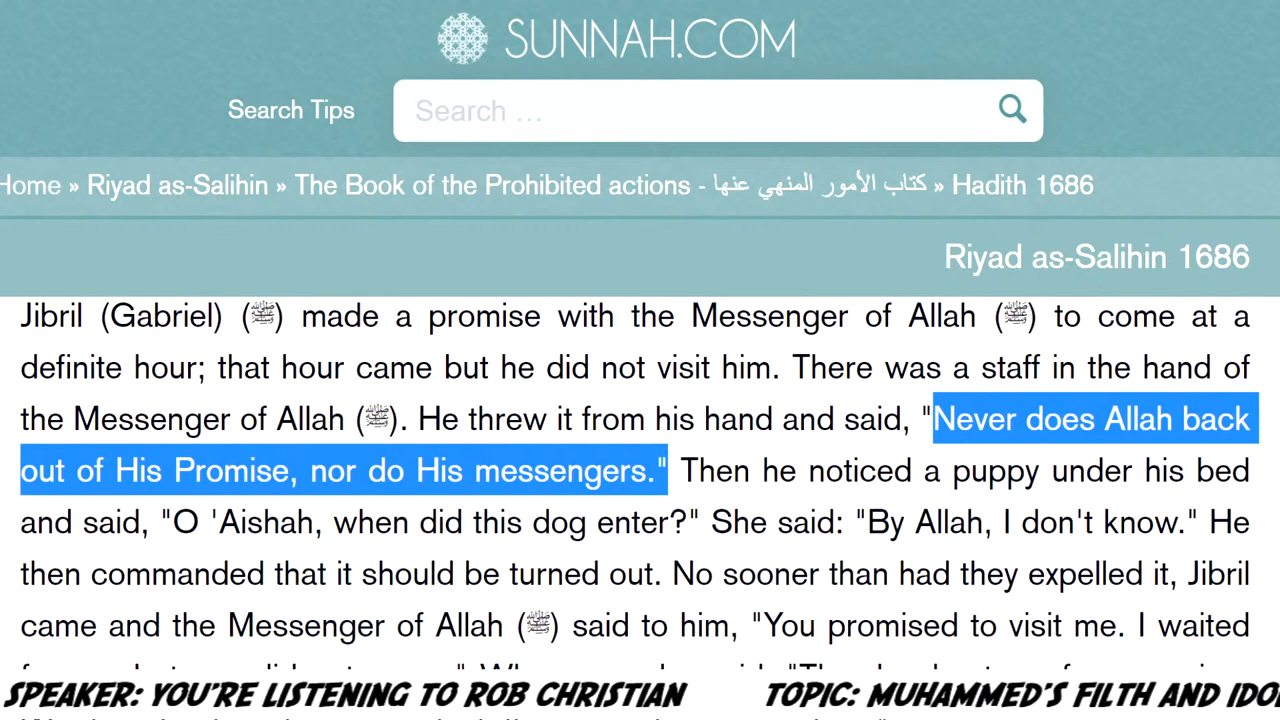 SUNNAH.COM
Search Tips
Search ...
Home » Riyad as-Salihin » The Book of the Prohibited actions - كتاب الأمور المنهي عنها » Hadith 1686
Riyad as-Salihin 1686
Jibril (Gabriel) (ﷺ) made a promise with the Messenger of Allah (ﷺ) to come at a
definite hour; that hour came but he did not visit him. There was a staff in the hand of
the Messenger of Allah (ﷺ). He threw it from his hand and said, "Never does Allah back
out of His Promise, nor do His messengers." Then he noticed a puppy under his bed
and said, "O 'Aishah, when did this dog enter?" She said: "By Allah, I don't know." He
then commanded that it should be turned out. No sooner than had they expelled it, Jibril
came and the Messenger of Allah (ﷺ) said to him, "You promised to visit me. I waited
SPEAKER: YOU'RE LISTENING TO ROB CHRISTIAN TOPIC: MUHAMMED'S FILTH AND IDO